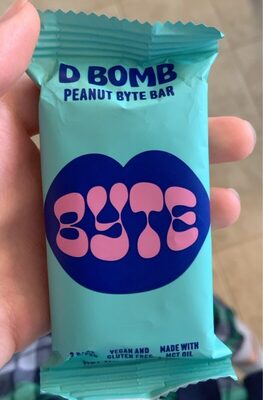 D BOMB
PEANUT BYTE BAR
BYTE
VEGAN AND
GLUTEN FREE
MADE WITH
MCT OIL